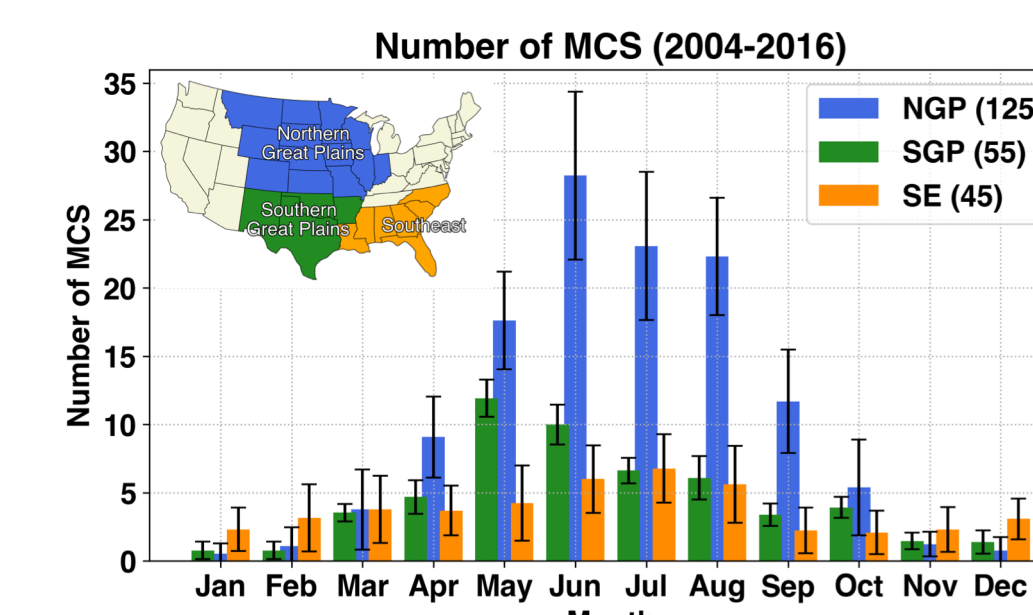 Number of MCS (2004-2016)
Number of MCS
35
30
25
20
15
10
5
0
Northern
Great Plains
Southern
Great Plains
Southeast
NGP (125
SGP (55)
SE (45)
Jan Feb Mar Apr May Jun Jul Aug Sep Oct Nov Dec